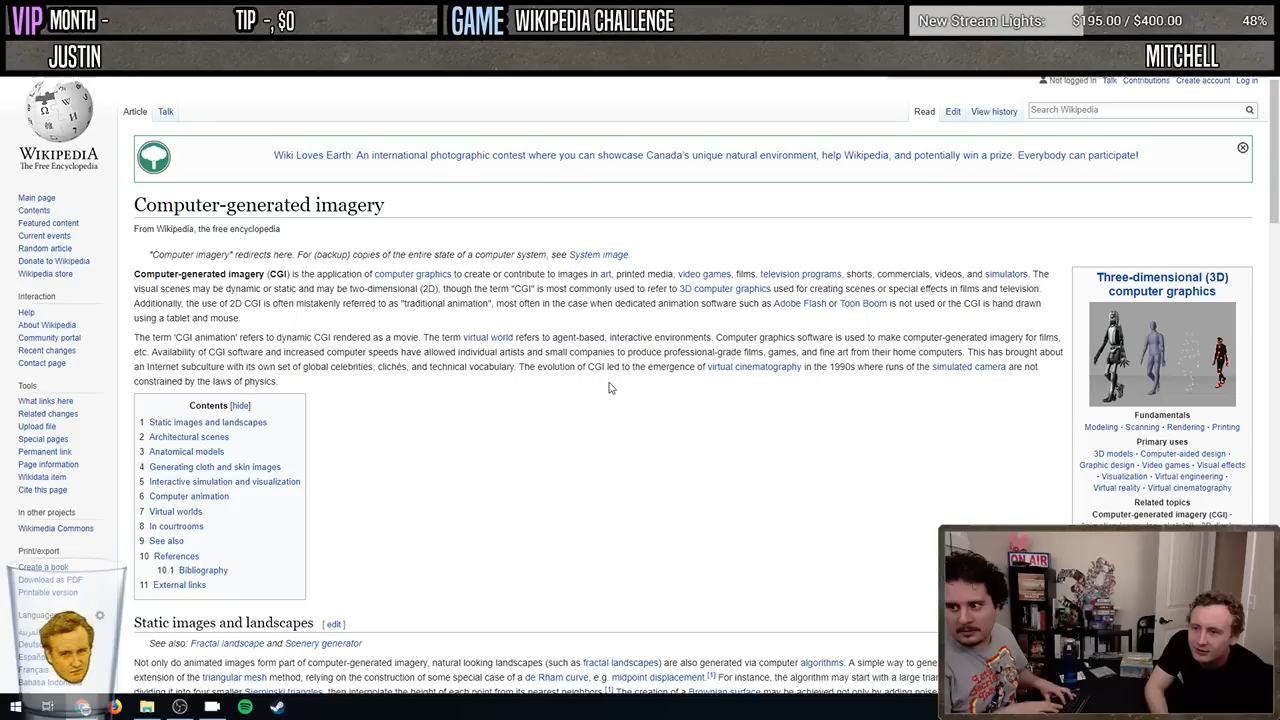 VIP MONTH -
TIP -, $0
GAME WIKIPEDIA CHALLENGE
New Stream Lights: $195.00 / $400.00 48%
JUSTIN
MITCHELL
Not logged in Talk Contributions Create account Log in
Article Talk
Read Edit View history
Search Wikipedia
WIKIPEDIA
The Free Encyclopedia
Main page
Contents
Featured content
Current events
Random article
Donate to Wikipedia
Wikipedia store
Interaction
Help
About Wikipedia
Community portal
Recent changes
Contact page
Tools
What links here
Related changes
Upload file
Special pages
Permanent link
Page information
Wikidata item
Cite this page
In other projects
Wikimedia Commons
Print/export
Create a book
Download as PDF
Printable version
Languages
Wiki Loves Earth: An international photographic contest where you can showcase Canada's unique natural environment, help Wikipedia, and potentially win a prize. Everybody can participate!
Computer-generated imagery
From Wikipedia, the free encyclopedia
"Computer imagery" redirects here. For (backup) copies of the entire state of a computer system, see System image.
Computer-generated imagery (CGI) is the application of computer graphics to create or contribute to images in art, printed media, video games, films, television programs, shorts, commercials, videos, and simulators. The
visual scenes may be dynamic or static and may be two-dimensional (2D), though the term "CGI" is most commonly used to refer to 3D computer graphics used for creating scenes or special effects in films and television.
Additionally, the use of 2D CGI is often mistakenly referred to as "traditional animation", most often in the case when dedicated animation software such as Adobe Flash or Toon Boom is not used or the CGI is hand drawn
using a tablet and mouse.
The term 'CGI animation' refers to dynamic CGI rendered as a movie. The term virtual world refers to agent-based, interactive environments. Computer graphics software is used to make computer-generated imagery for films,
etc. Availability of CGI software and increased computer speeds have allowed individual artists and small companies to produce professional-grade films, games, and fine art from their home computers. This has brought about
an Internet subculture with its own set of global celebrities, clichés, and technical vocabulary. The evolution of CGI led to the emergence of virtual cinematography in the 1990s where runs of the simulated camera are not
constrained by the laws of physics.
Contents [hide]
1 Static images and landscapes
2 Architectural scenes
3 Anatomical models
4 Generating cloth and skin images
5 Interactive simulation and visualization
6 Computer animation
7 Virtual worlds
8 In courtrooms
9 See also
10 References
10.1 Bibliography
11 External links
Three-dimensional (3D)
computer graphics
Fundamentals
Modeling · Scanning · Rendering · Printing
Primary uses
3D models · Computer-aided design ·
Graphic design · Video games · Visual effects
· Visualization · Virtual engineering ·
Virtual reality · Virtual cinematography
Related topics
Computer-generated imagery (CGI) ·
Static images and landscapes [ edit ]
See also: Fractal landscape and Scenery generator
Not only do animated images form part of computer-generated imagery, natural looking landscapes (such as fractal landscapes) are also generated via computer algorithms. A simple way to gene
extension of the triangular mesh method, relying on the construction of some special case of a de Rham curve, e.g. midpoint displacement.[1] For instance, the algorithm may start with a large trian
dividing it into four smaller Sierpinski triangles, then interpolate the height of each point from its nearest neighbors.[1] The creation of a Brownian surface may be achieved not only by adding nois
ON AIR